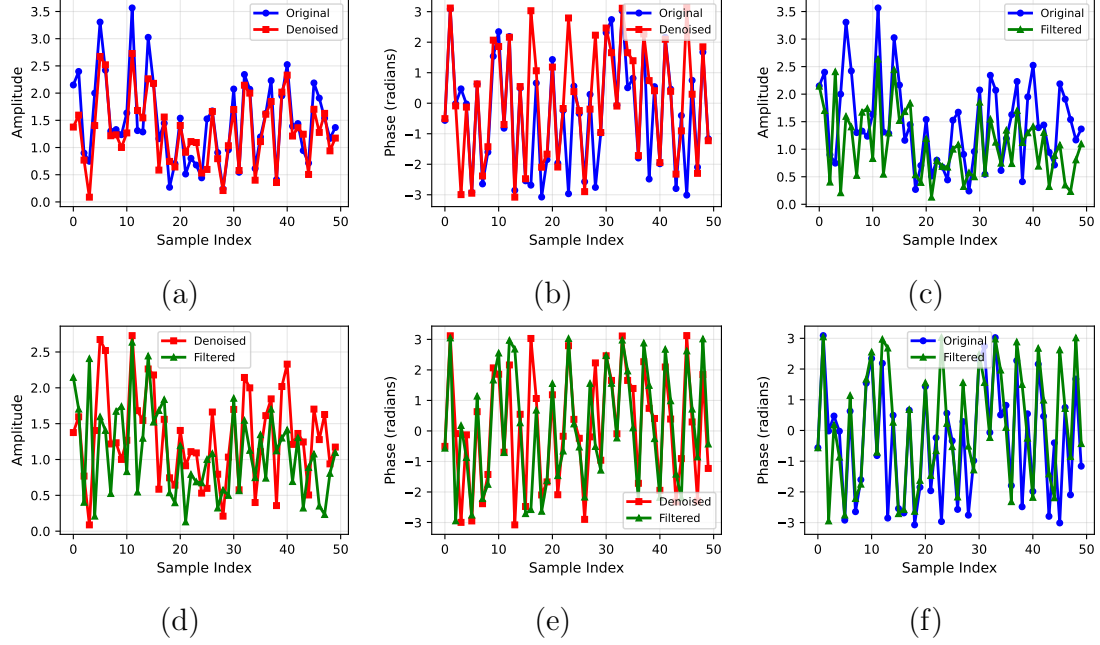 3.5
3.0
2.5
2.0
1.5
1.0
0.5
0.0
Amplitude
Original
Denoised
0 10 20 30 40 50
Sample Index
(a)
3
2
1
0
−1
−2
−3
Phase (radians)
Original
Denoised
0 10 20 30 40 50
Sample Index
(b)
3.5
3.0
2.5
2.0
1.5
1.0
0.5
0.0
Amplitude
Original
Filtered
0 10 20 30 40 50
Sample Index
(c)
2.5
2.0
1.5
1.0
0.5
0.0
Amplitude
Denoised
Filtered
0 10 20 30 40 50
Sample Index
(d)
3
2
1
0
−1
−2
−3
Phase (radians)
Denoised
Filtered
0 10 20 30 40 50
Sample Index
(e)
3
2
1
0
−1
−2
−3
Phase (radians)
Original
Filtered
0 10 20 30 40 50
Sample Index
(f)